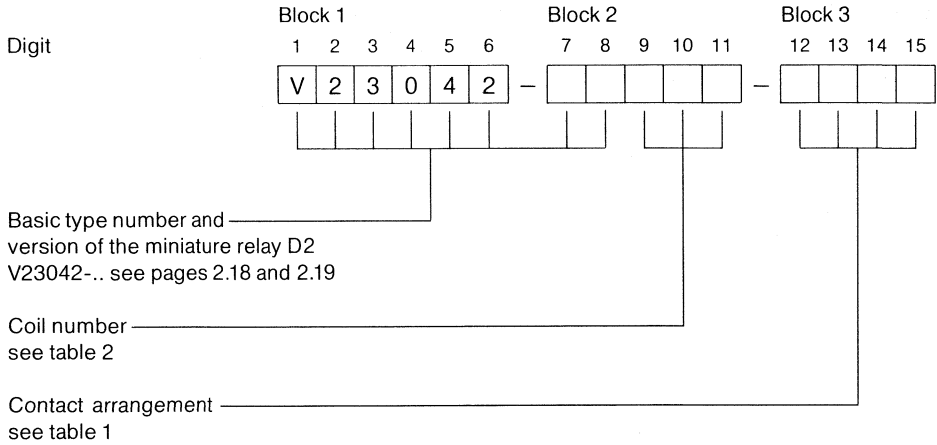 Block 1 Block 2 Block 3
Digit 1 2 3 4 5 6 7 8 9 10 11 12 13 14 15
V 2 3 0 4 2 – –
Basic type number and
version of the miniature relay D2
V23042-.. see pages 2.18 and 2.19
Coil number
see table 2
Contact arrangement
see table 1